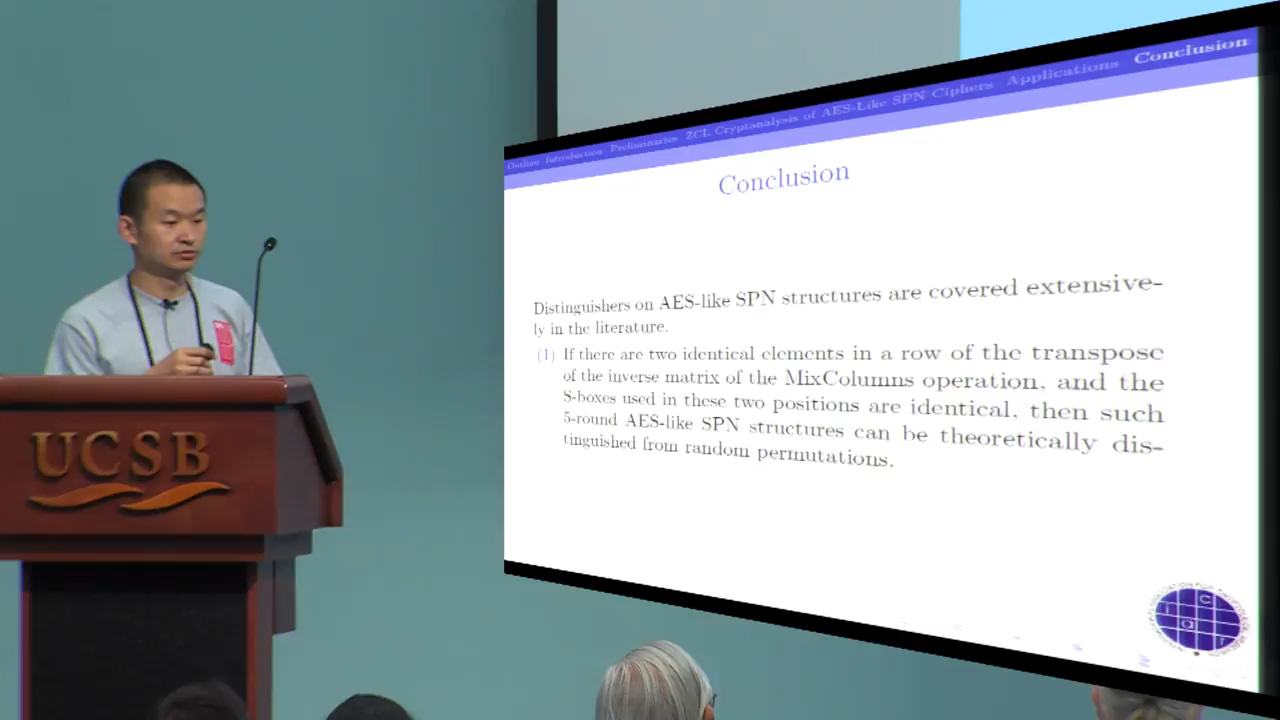 Outline Introduction Preliminaries ZCL Cryptanalysis of AES-Like SPN Ciphers Applications Conclusion
Conclusion
Distinguishers on AES-like SPN structures are covered extensive-
ly in the literature.
(1) If there are two identical elements in a row of the transpose
of the inverse matrix of the MixColumns operation, and the
S-boxes used in these two positions are identical, then such
5-round AES-like SPN structures can be theoretically dis-
tinguished from random permutations.
UCSB